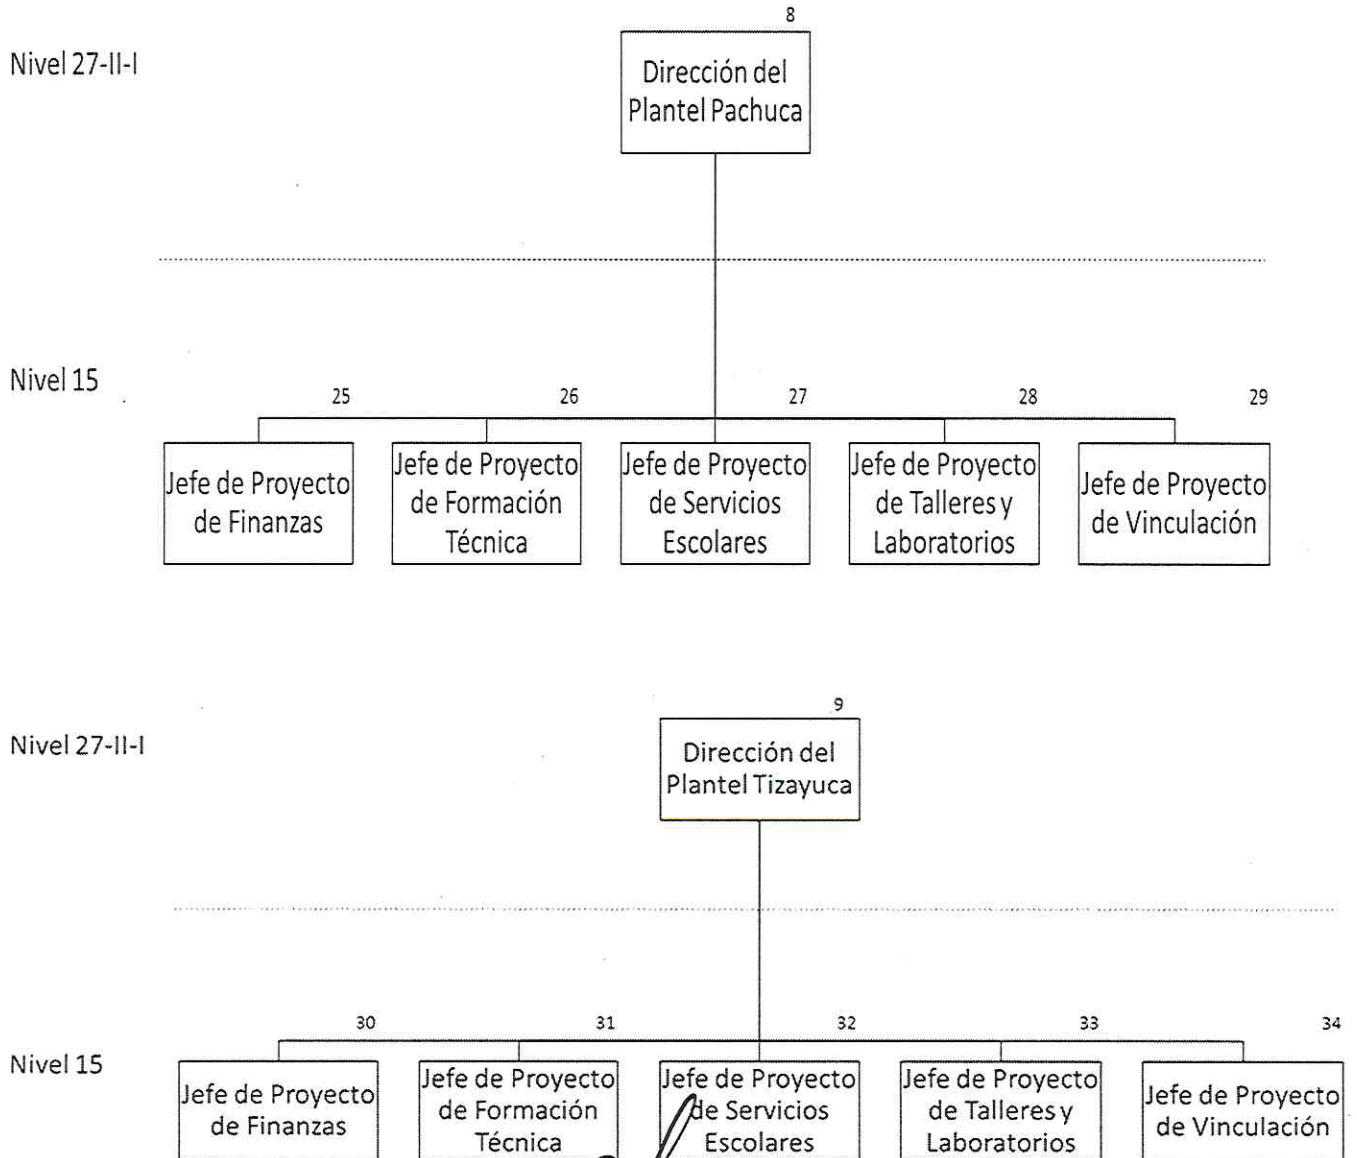 8
Nivel 27-II-I
Dirección del
Plantel Pachuca
Nivel 15
25
26
27
28
29
Jefe de Proyecto
de Finanzas
Jefe de Proyecto
de Formación
Técnica
Jefe de Proyecto
de Servicios
Escolares
Jefe de Proyecto
de Talleres y
Laboratorios
Jefe de Proyecto
de Vinculación
9
Nivel 27-II-I
Dirección del
Plantel Tizayuca
30
31
32
33
34
Nivel 15
Jefe de Proyecto
de Finanzas
Jefe de Proyecto
de Formación
Técnica
Jefe de Proyecto
de Servicios
Escolares
Jefe de Proyecto
de Talleres y
Laboratorios
Jefe de Proyecto
de Vinculación